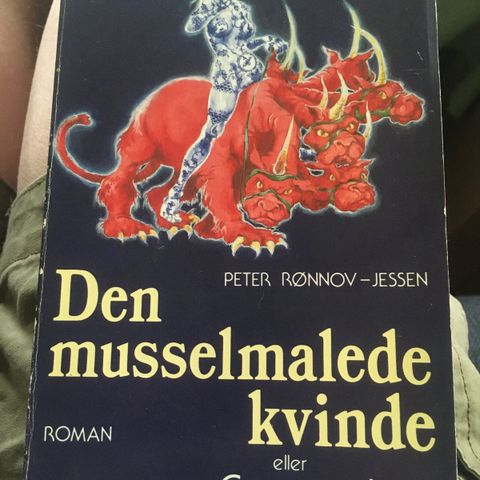 PETER RØNNOV-JESSEN
Den
musselmalede
kvinde
ROMAN
eller